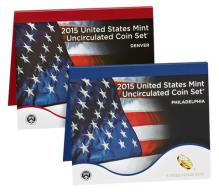 2015 United States Mint
Uncirculated Coin Set®
DENVER
2015 United States Mint
Uncirculated Coin Set®
PHILADELPHIA